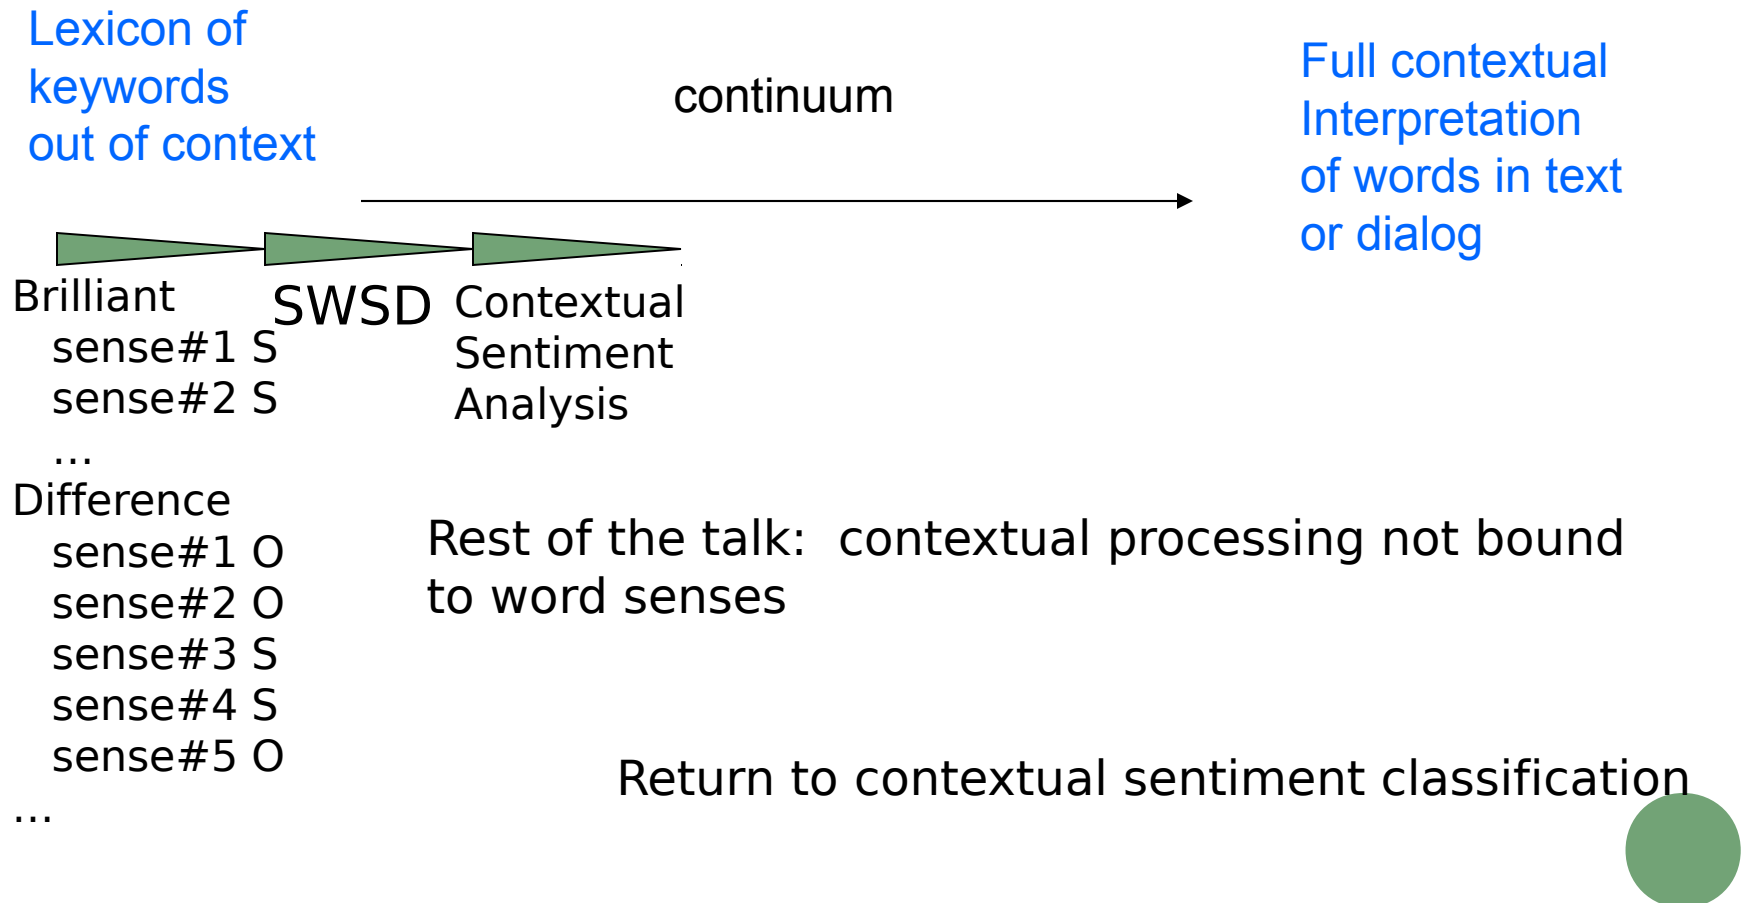 Lexicon of
keywords
out of context
continuum
Full contextual
Interpretation
of words in text
or dialog
Brilliant
sense#1 S
sense#2 S
…
Difference
sense#1 O
sense#2 O
sense#3 S
sense#4 S
sense#5 O
…
SWSD
Contextual
Sentiment
Analysis
Rest of the talk: contextual processing not bound
to word senses
Return to contextual sentiment classification